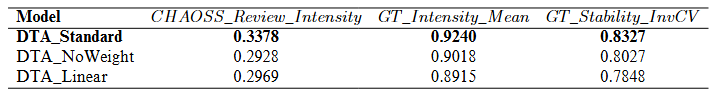 Model CHAOSS_Review_Intensity GT_Intensity_Mean GT_Stability_InvCV
DTA_Standard 0.3378 0.9240 0.8327
DTA_NoWeight 0.2928 0.9018 0.8027
DTA_Linear 0.2969 0.8915 0.7848